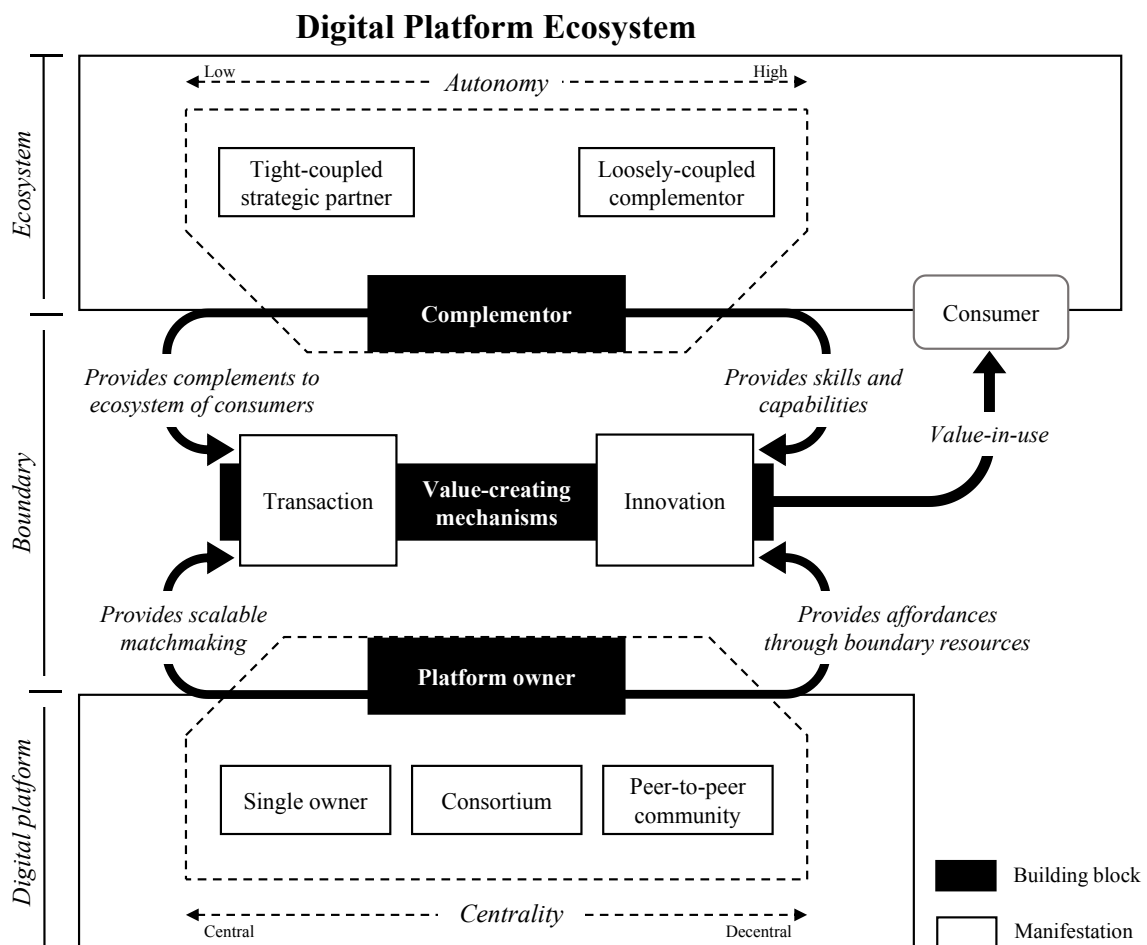 Digital Platform Ecosystem
Low
High
Autonomy
Ecosystem
Tight-coupled
strategic partner
Loosely-coupled
complementor
Complementor
Consumer
Boundary
Provides complements to
ecosystem of consumers
Provides skills and
capabilities
Value-in-use
Transaction
Value-creating
mechanisms
Innovation
Provides scalable
matchmaking
Provides affordances
through boundary resources
Platform owner
Digital platform
Single owner
Consortium
Peer-to-peer
community
Centrality
Central
Decentral
Building block
Manifestation